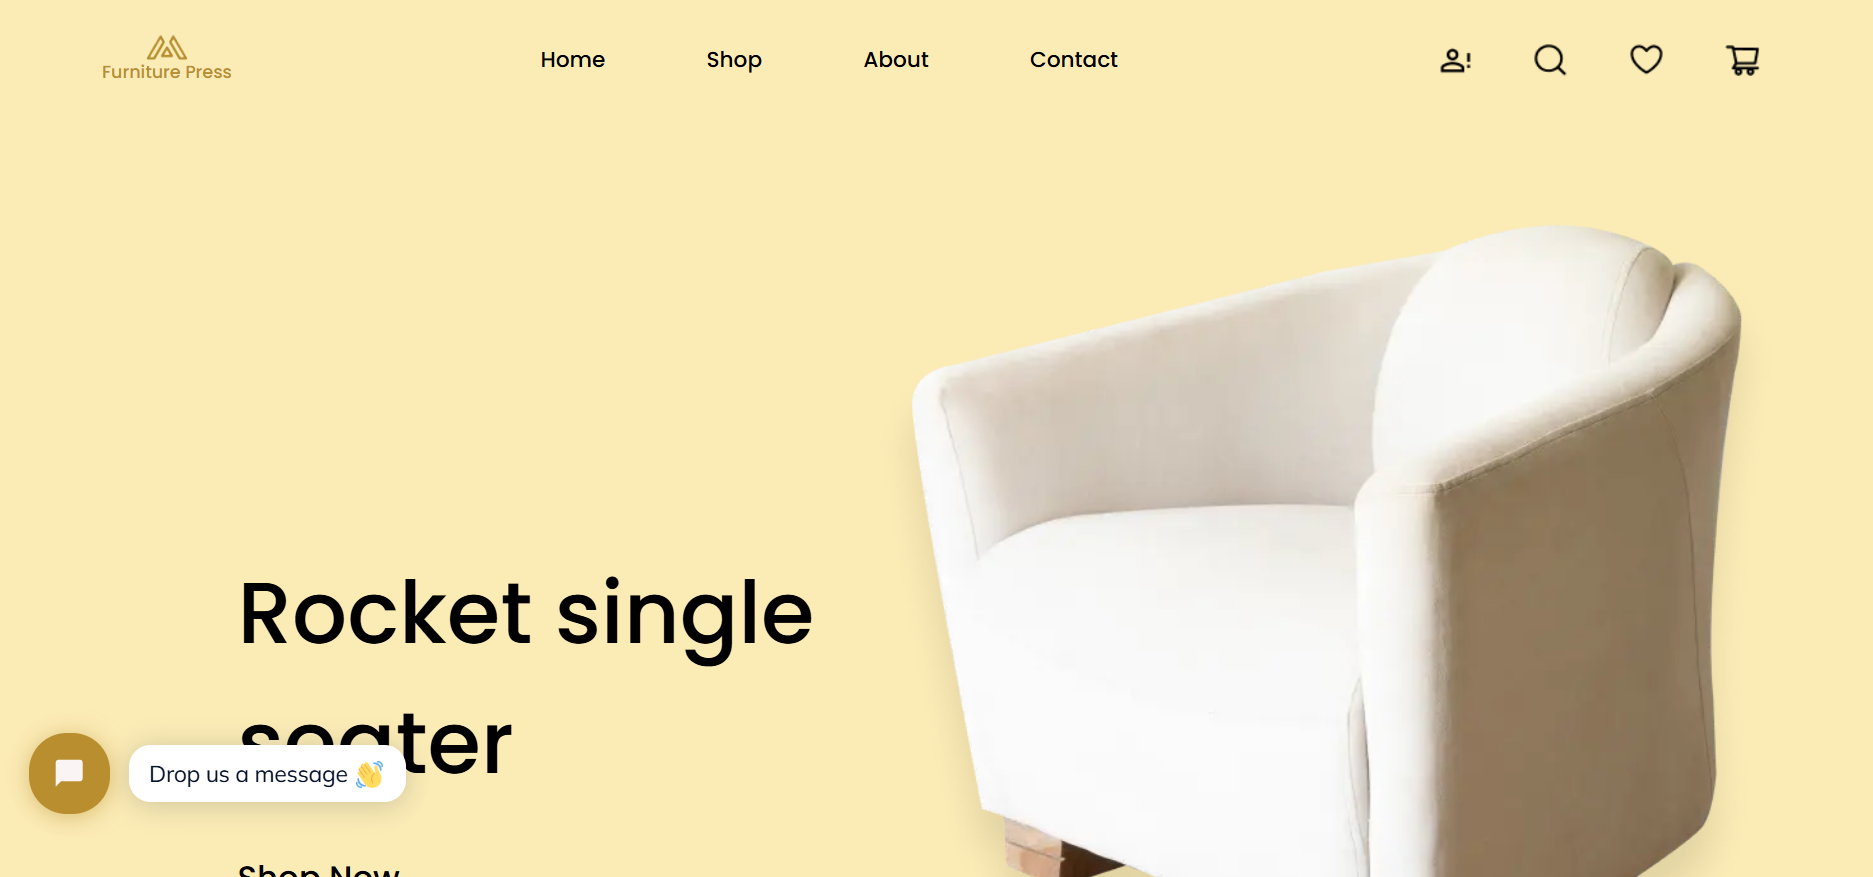 Furniture Press
Home
Shop
About
Contact
Rocket single
seater
Drop us a message 👋
Shop Now